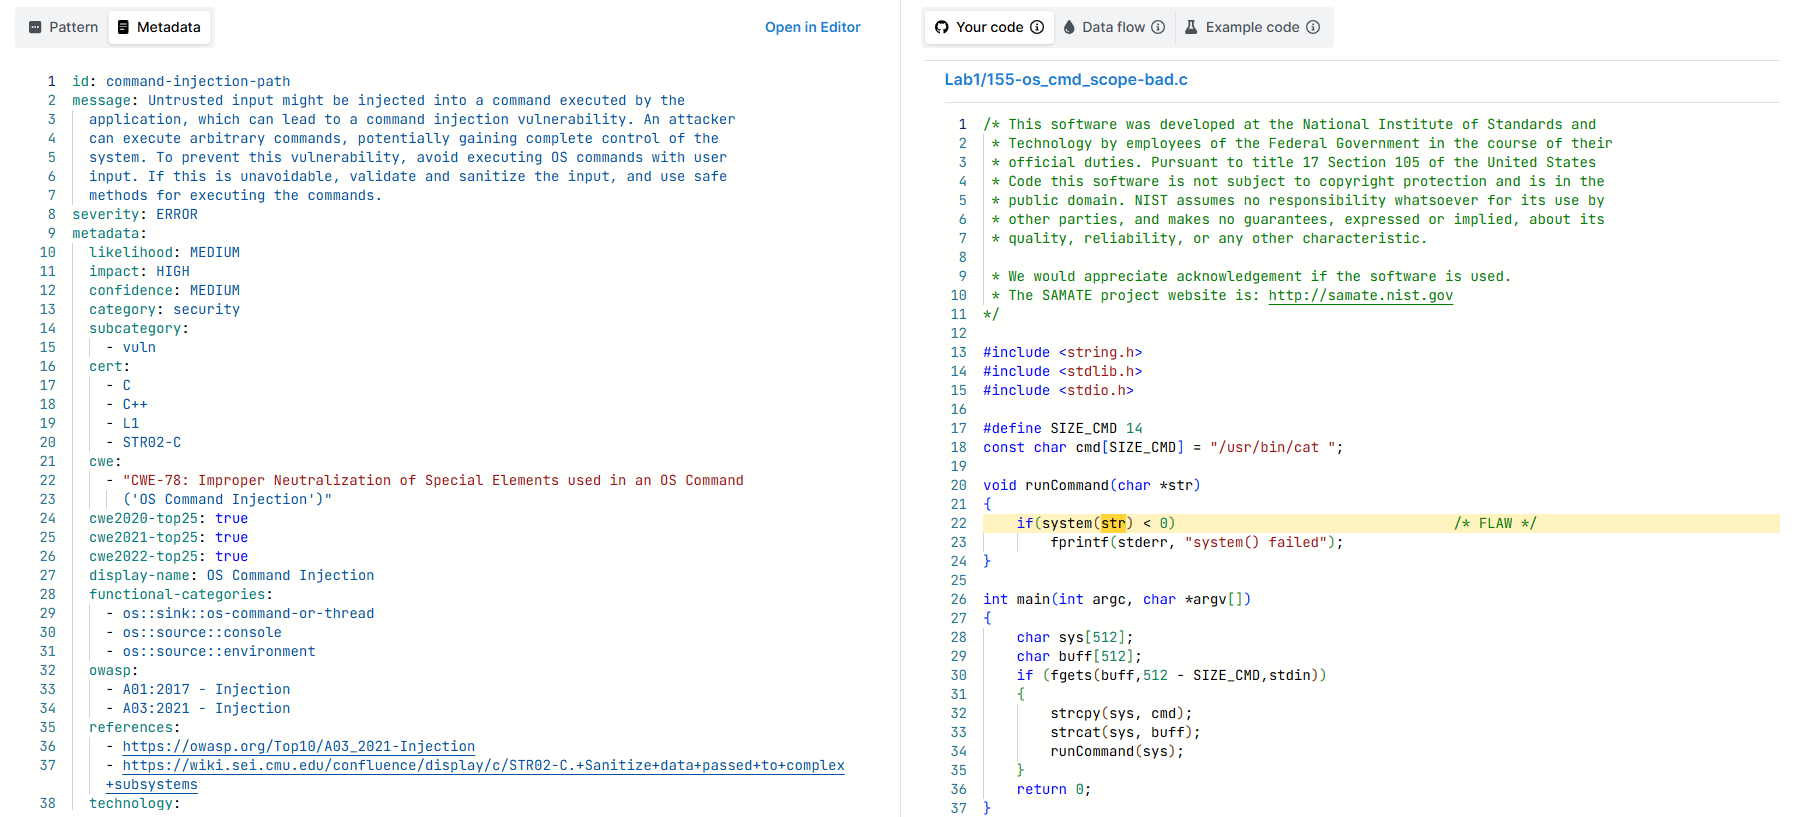 Pattern Metadata Open in Editor
1 id: command-injection-path
2 message: Untrusted input might be injected into a command executed by the
3 application, which can lead to a command injection vulnerability. An attacker
4 can execute arbitrary commands, potentially gaining complete control of the
5 system. To prevent this vulnerability, avoid executing OS commands with user
6 input. If this is unavoidable, validate and sanitize the input, and use safe
7 methods for executing the commands.
8 severity: ERROR
9 metadata:
10 likelihood: MEDIUM
11 impact: HIGH
12 confidence: MEDIUM
13 category: security
14 subcategory:
15 - vuln
16 cert:
17 - C
18 - C++
19 - L1
20 - STR02-C
21 cwe:
22 - "CWE-78: Improper Neutralization of Special Elements used in an OS Command
23 ('OS Command Injection')"
24 cwe2020-top25: true
25 cwe2021-top25: true
26 cwe2022-top25: true
27 display-name: OS Command Injection
28 functional-categories:
29 - os::sink::os-command-or-thread
30 - os::source::console
31 - os::source::environment
32 owasp:
33 - A01:2017 - Injection
34 - A03:2021 - Injection
35 references:
36 - https://owasp.org/Top10/A03_2021-Injection
37 - https://wiki.sei.cmu.edu/confluence/display/c/STR02-C.+Sanitize+data+passed+to+complex
+subsystems
38 technology:
Your code Data flow Example code
Lab1/155-os_cmd_scope-bad.c
1 /* This software was developed at the National Institute of Standards and
2 * Technology by employees of the Federal Government in the course of their
3 * official duties. Pursuant to title 17 Section 105 of the United States
4 * Code this software is not subject to copyright protection and is in the
5 * public domain. NIST assumes no responsibility whatsoever for its use by
6 * other parties, and makes no guarantees, expressed or implied, about its
7 * quality, reliability, or any other characteristic.
8
9 * We would appreciate acknowledgement if the software is used.
10 * The SAMATE project website is: http://samate.nist.gov
11 */
12
13 #include <string.h>
14 #include <stdlib.h>
15 #include <stdio.h>
16
17 #define SIZE_CMD 14
18 const char cmd[SIZE_CMD] = "/usr/bin/cat ";
19
20 void runCommand(char *str)
21 {
22 if(system(str) < 0) /* FLAW */
23 fprintf(stderr, "system() failed");
24 }
25
26 int main(int argc, char *argv[])
27 {
28 char sys[512];
29 char buff[512];
30 if (fgets(buff,512 - SIZE_CMD,stdin))
31 {
32 strcpy(sys, cmd);
33 strcat(sys, buff);
34 runCommand(sys);
35 }
36 return 0;
37 }